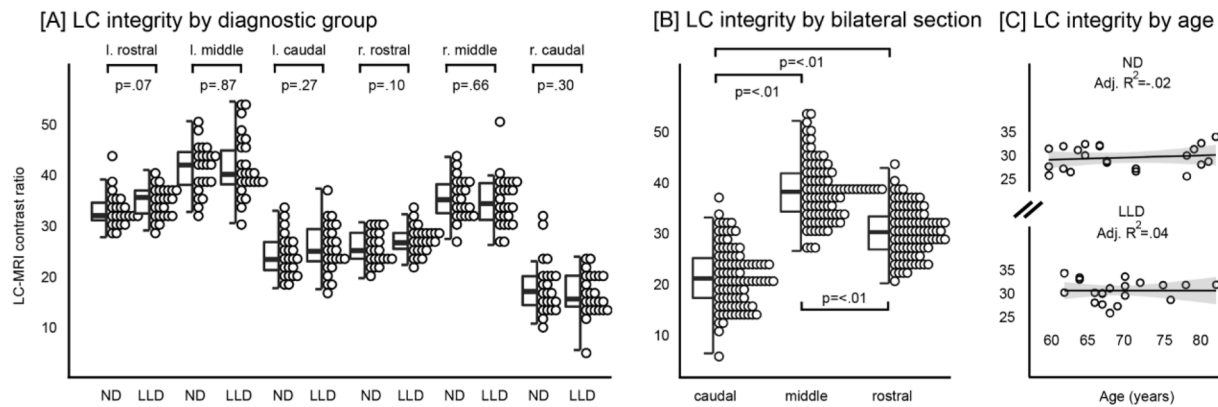 [A] LC integrity by diagnostic group
l. rostral l. middle l. caudal r. rostral r. middle r. caudal
p=.07 p=.87 p=.27 p=.10 p=.66 p=.30
LC-MRI contrast ratio
50
40
30
20
10
ND LLD ND LLD ND LLD ND LLD ND LLD ND LLD
[B] LC integrity by bilateral section
p=<.01
p=<.01
50
40
30
20
10
p=<.01
caudal middle rostral
[C] LC integrity by age
ND
Adj. R²=-.02
35
30
25
LLD
Adj. R²=.04
35
30
25
60 65 70 75 80
Age (years)